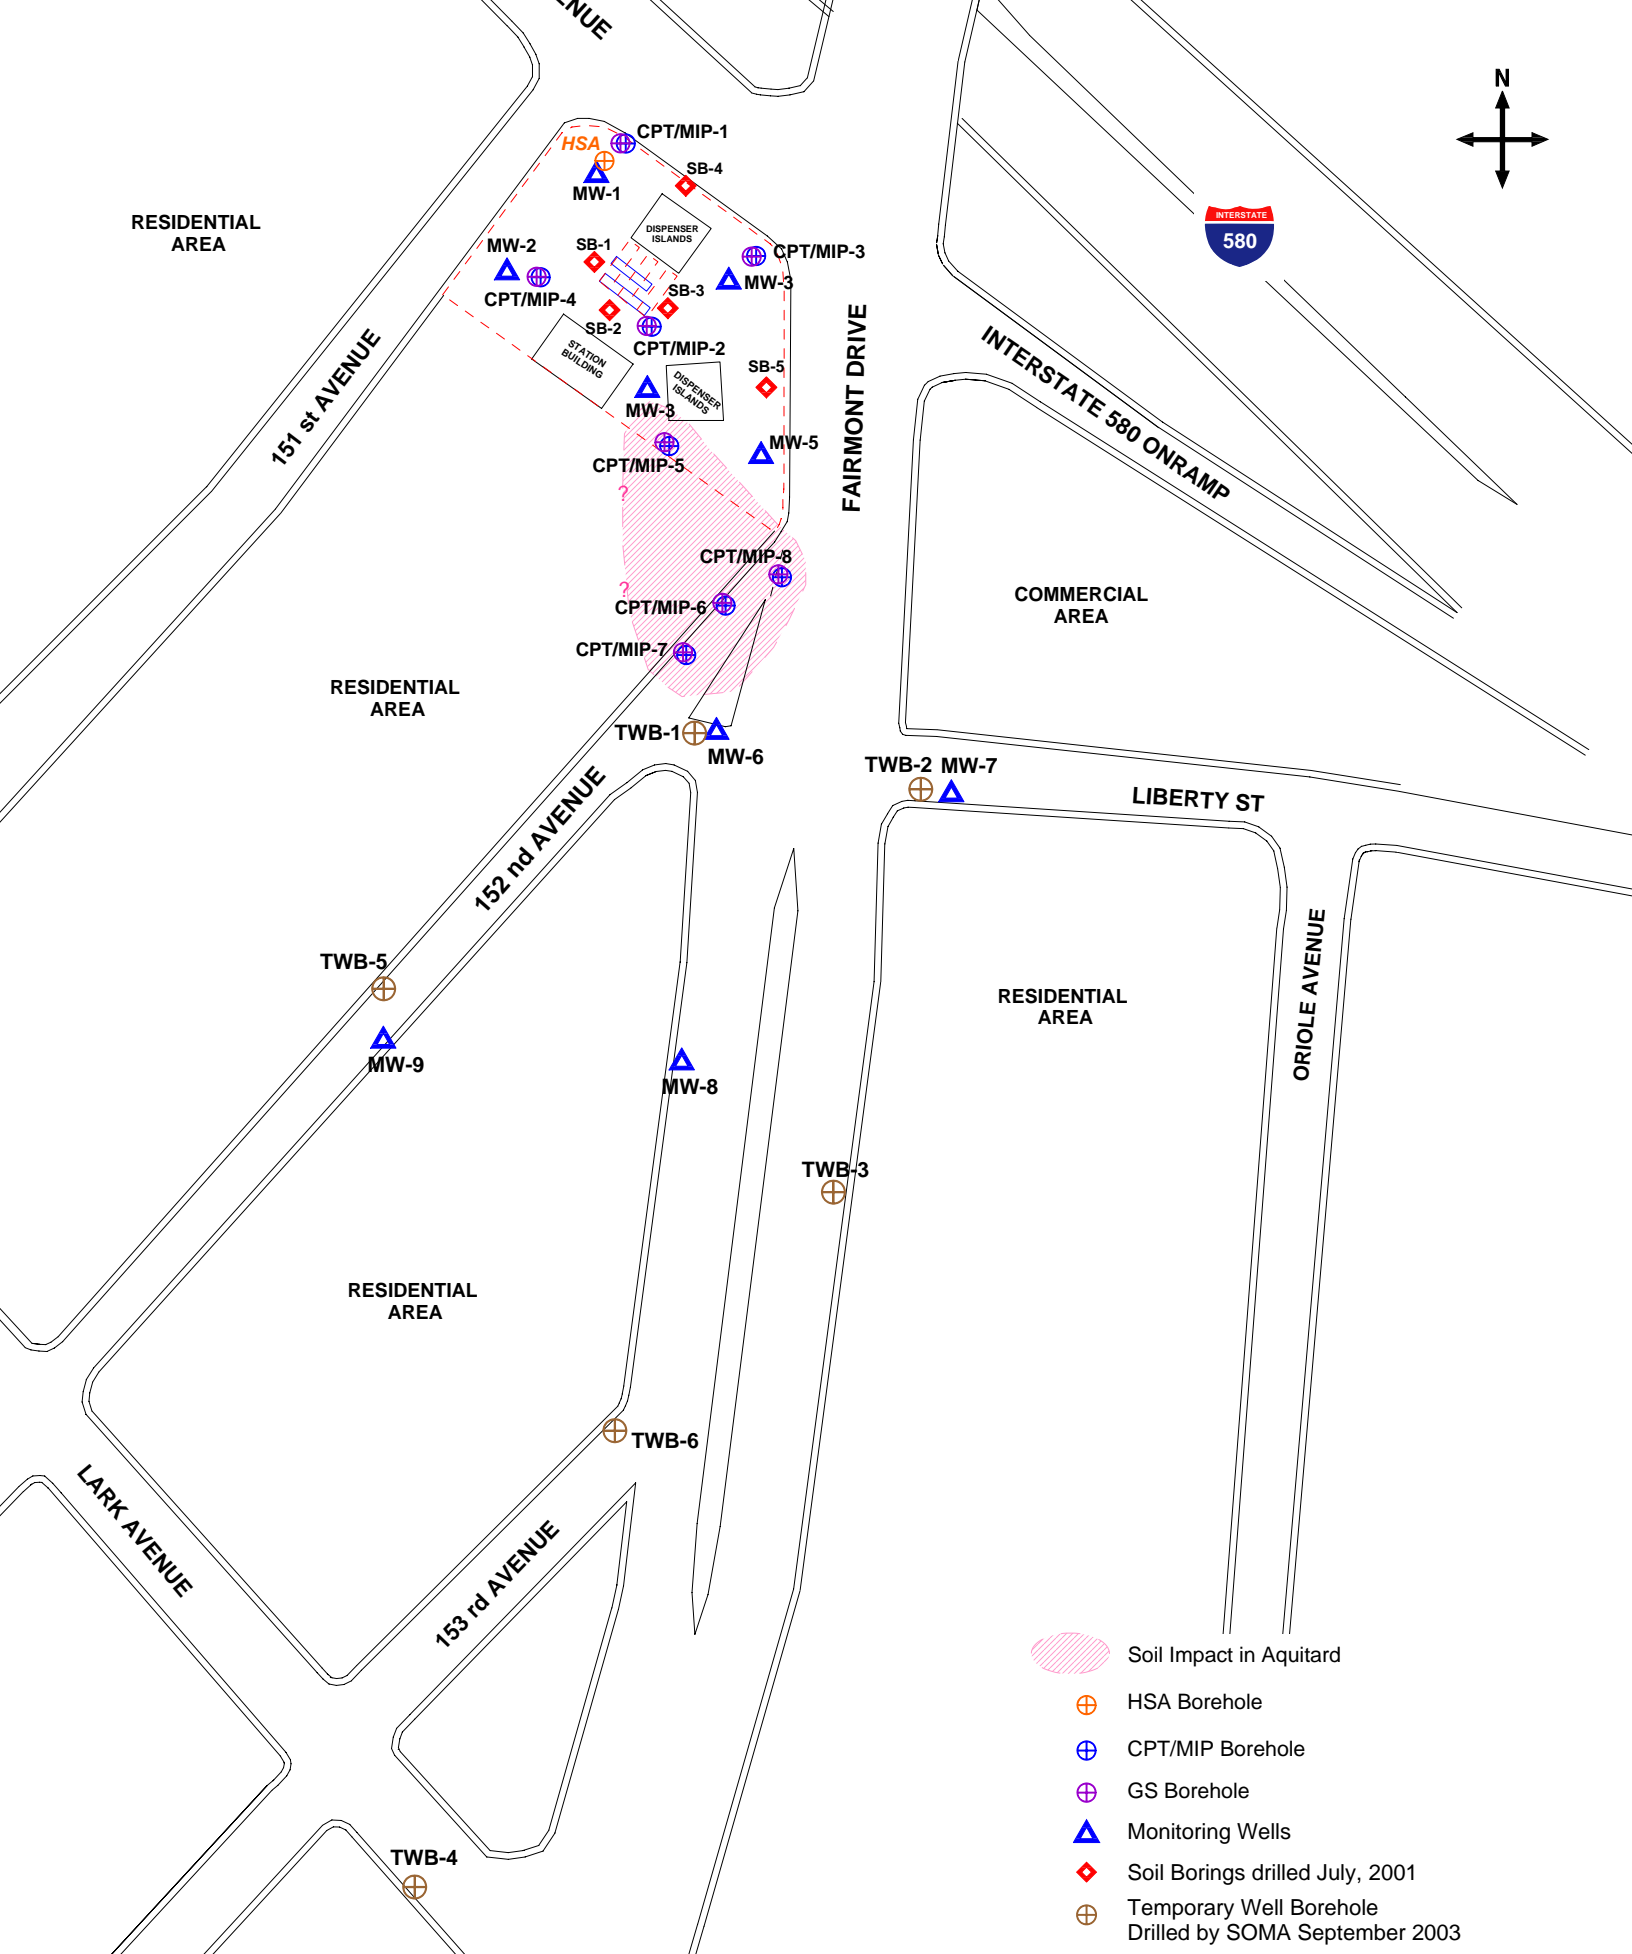 ENUE
N
CPT/MIP-1
HSA
SB-4
MW-1
RESIDENTIAL
AREA
INTERSTATE
580
DISPENSER
ISLANDS
MW-2
SB-1
CPT/MIP-3
MW-3
CPT/MIP-4
SB-3
SB-2
CPT/MIP-2
STATION
BUILDING
151 st AVENUE
FAIRMONT DRIVE
INTERSTATE 580 ONRAMP
SB-5
DISPENSER
ISLANDS
MW-3
MW-5
CPT/MIP-5
?
CPT/MIP-8
?
CPT/MIP-6
COMMERCIAL
AREA
CPT/MIP-7
RESIDENTIAL
AREA
TWB-1
MW-6
TWB-2
MW-7
LIBERTY ST
152 nd AVENUE
TWB-5
ORIOLE AVENUE
RESIDENTIAL
AREA
MW-9
MW-8
TWB-3
RESIDENTIAL
AREA
TWB-6
LARK AVENUE
153 rd AVENUE
TWB-4
Soil Impact in Aquitard
HSA Borehole
CPT/MIP Borehole
GS Borehole
Monitoring Wells
Soil Borings drilled July, 2001
Temporary Well Borehole
Drilled by SOMA September 2003